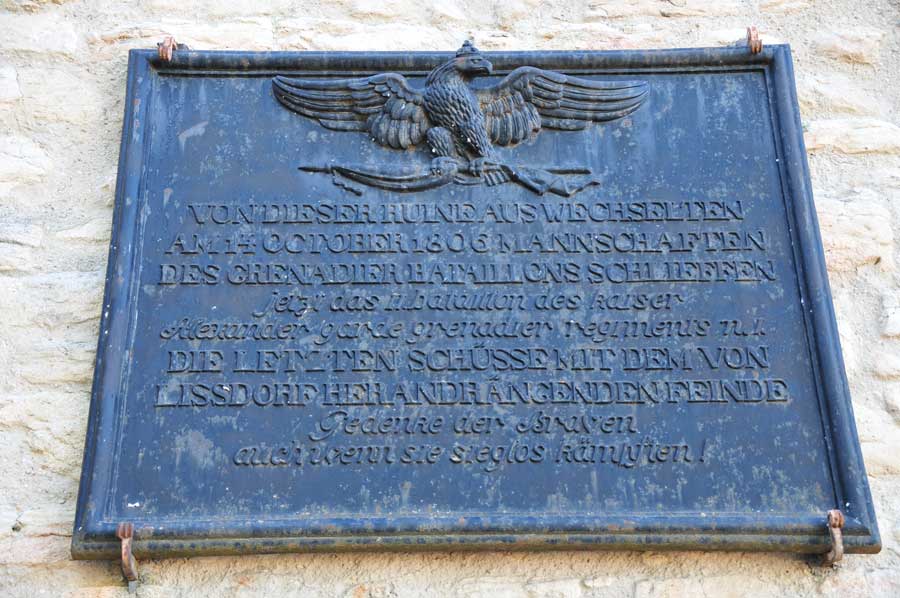 VON DIESER RUINE AUS WECHSELTEN
AM 14 OCTOBER 1806 MANNSCHAFTEN
DES GRENADIER BATAILLONS SCHLIEFFEN
jetzt das II bataillon des kaiser
Alexander garde grenadier regiments n. 1.
DIE LETZTEN SCHÜSSE MIT DEM VON
LISSDORF HERANDRÄNGENDEN FEINDE
Gedenke der Braven
auch wenn sie sieglos kämpften!